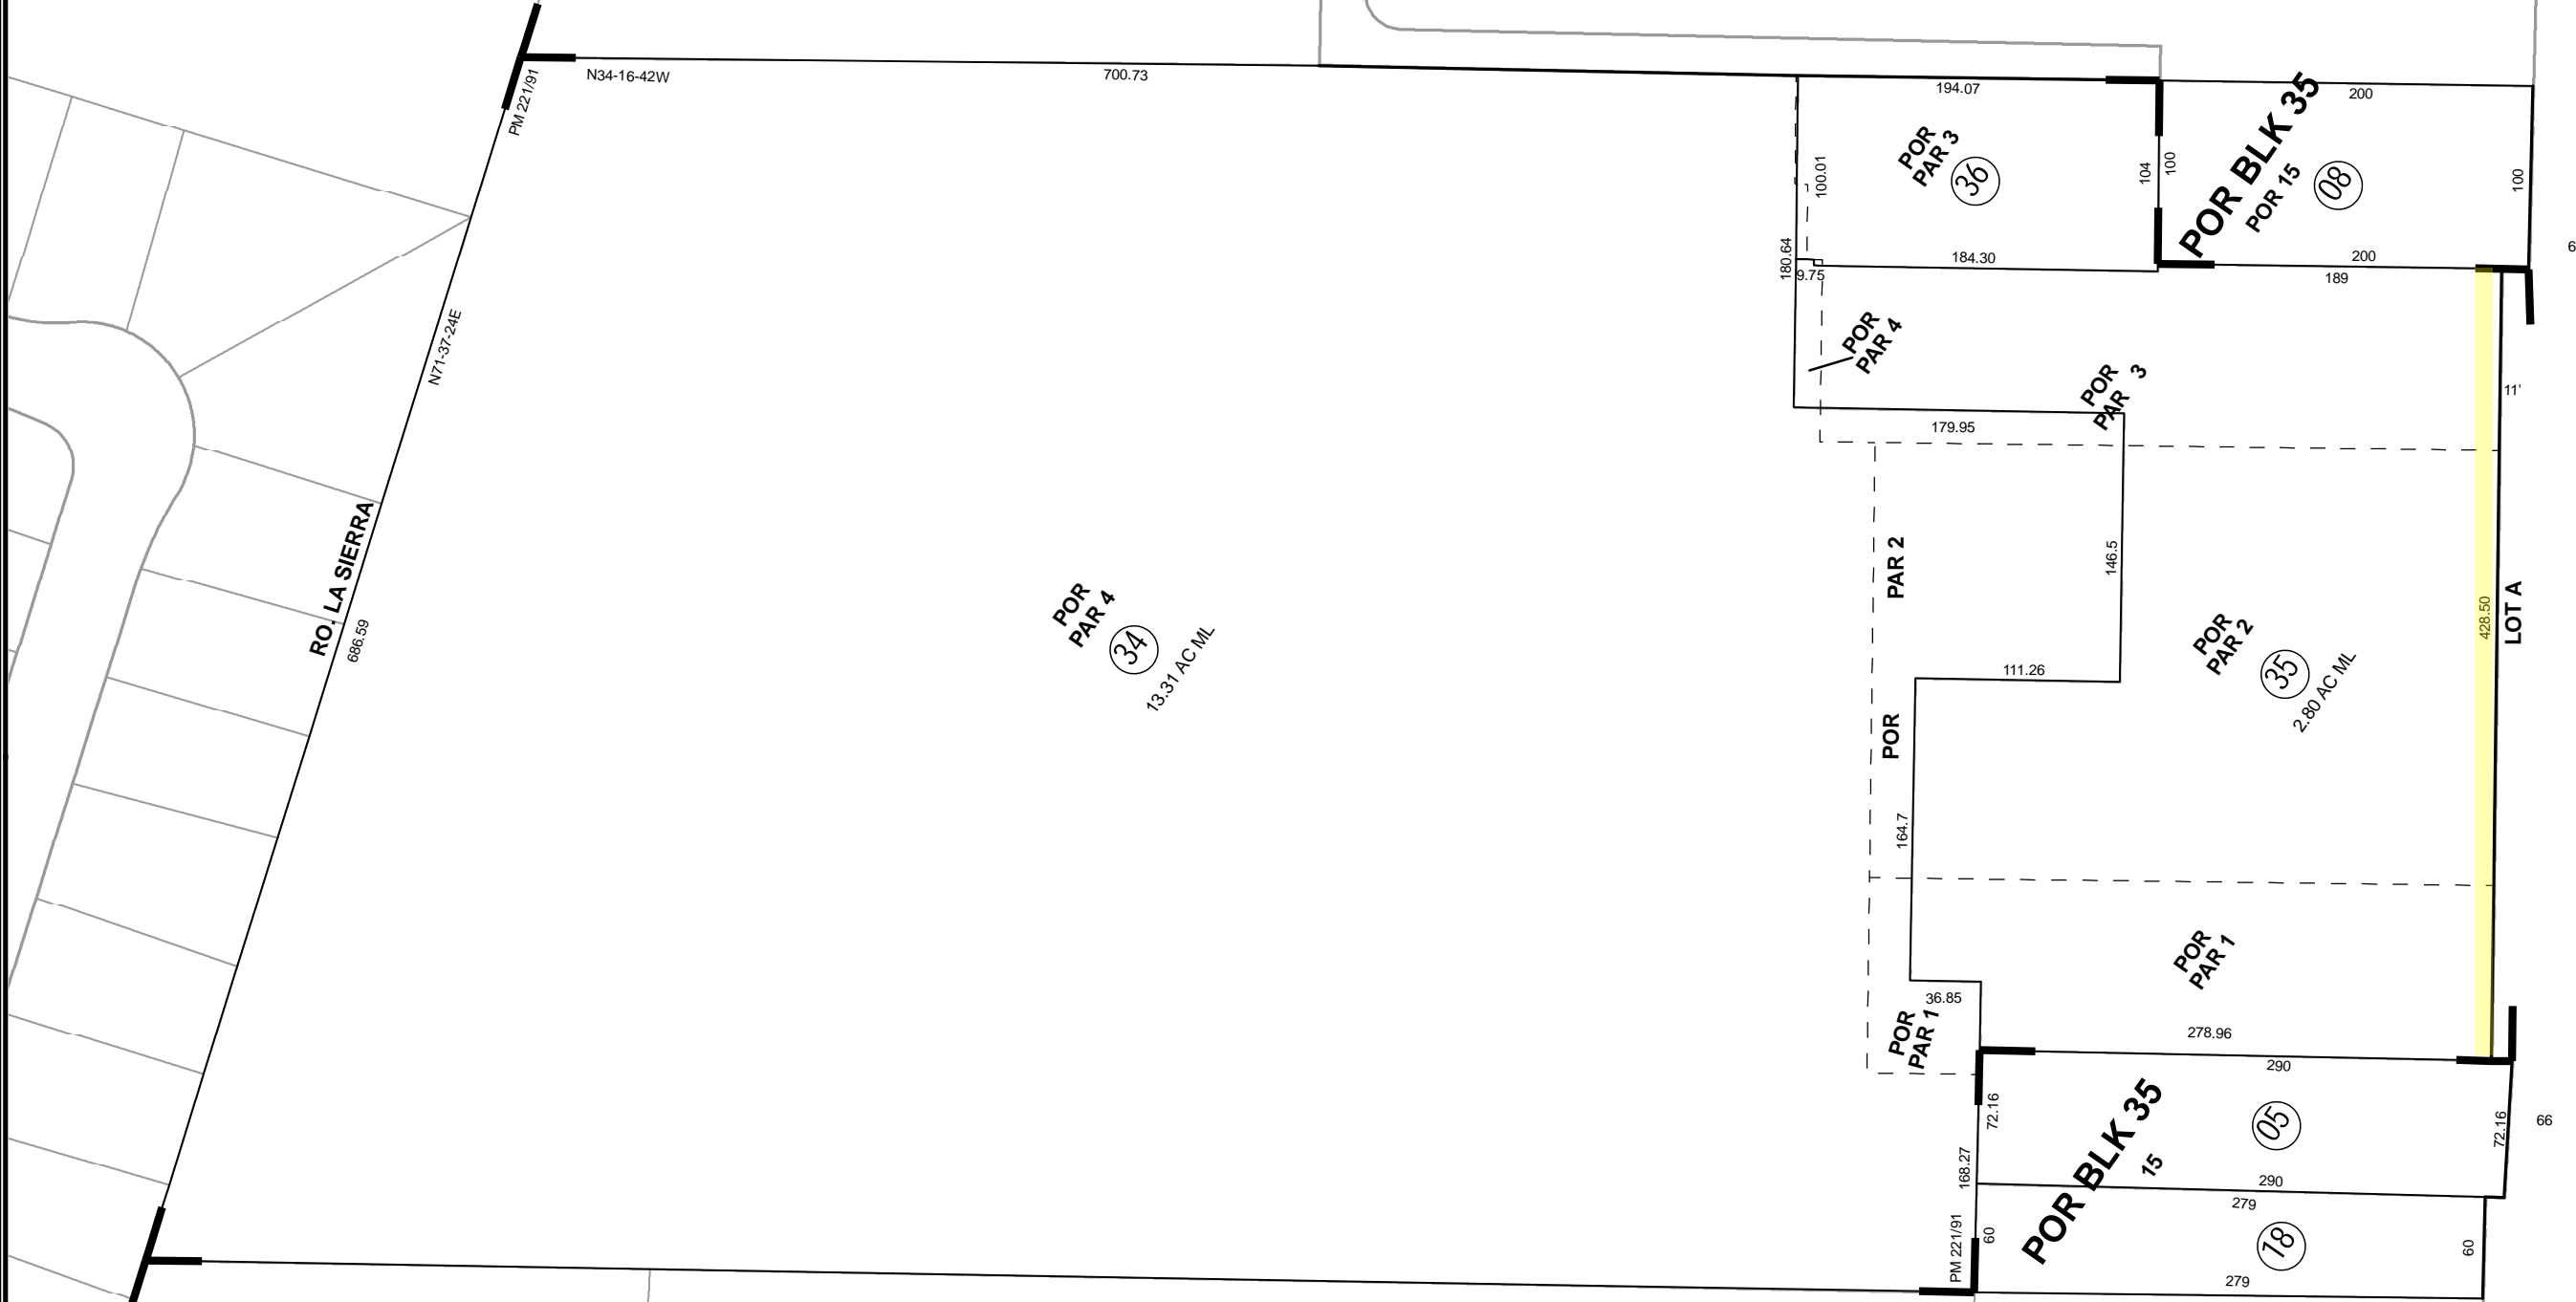 N34-16-42W
700.73
PM 221/91
194.07
200
POR
PAR 3
36
100.01
104
100
POR BLK 35
POR 15
08
100
6
180.64
9.75
184.30
200
189
N71-37-24E
POR
PAR 4
POR
PAR 3
11'
179.95
RO. LA SIERRA
686.59
POR
PAR 4
34
13.31 AC ML
PAR 2
POR
146.5
111.26
POR
PAR 2
35
2.80 AC ML
428.50
LOT A
164.7
POR
PAR 1
36.85
POR
PAR 1
278.96
290
72.16
05
72.16
66
POR BLK 35
15
168.27
290
279
PM 221/91
60
18
60
279